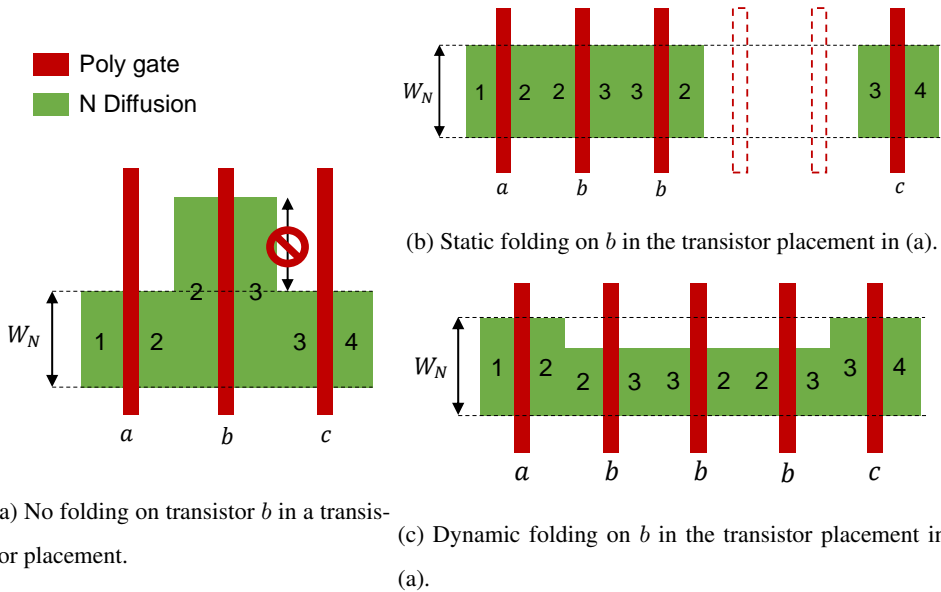 Poly gate
N Diffusion
W_N
1 2 2 3 3 4
a b c
a) No folding on transistor b in a transis-
or placement.
W_N
1 2 2 3 3 2 3 4
a b b c
(b) Static folding on b in the transistor placement in (a).
W_N
1 2 2 3 3 2 2 3 3 4
a b b b c
(c) Dynamic folding on b in the transistor placement in
(a).